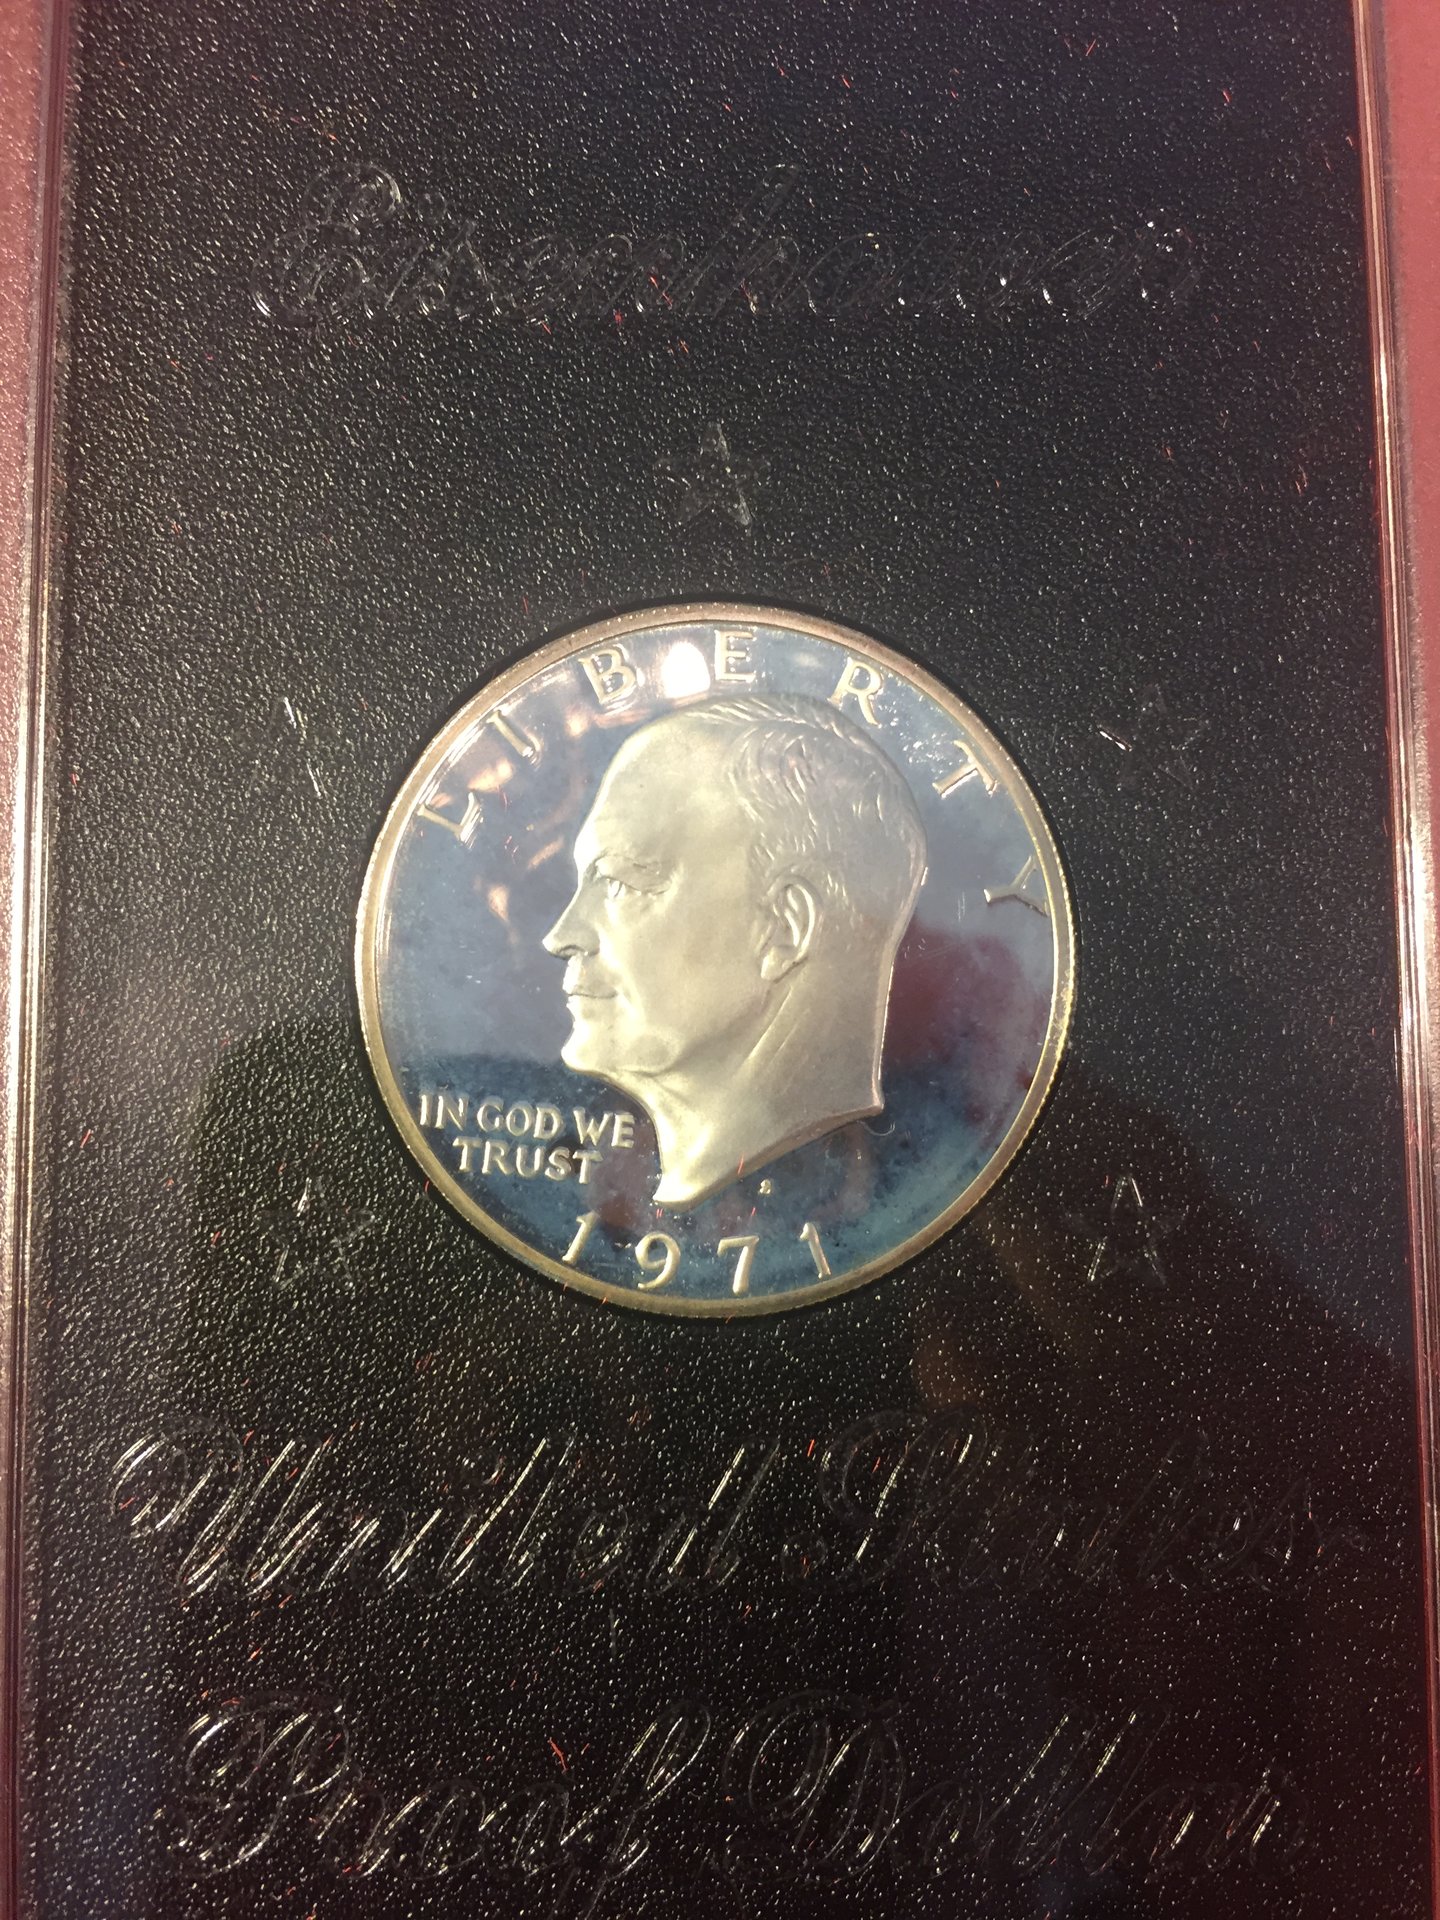 Eisenhower
LIBERTY
IN GOD WE
TRUST
S
1971
United States
Proof Dollar